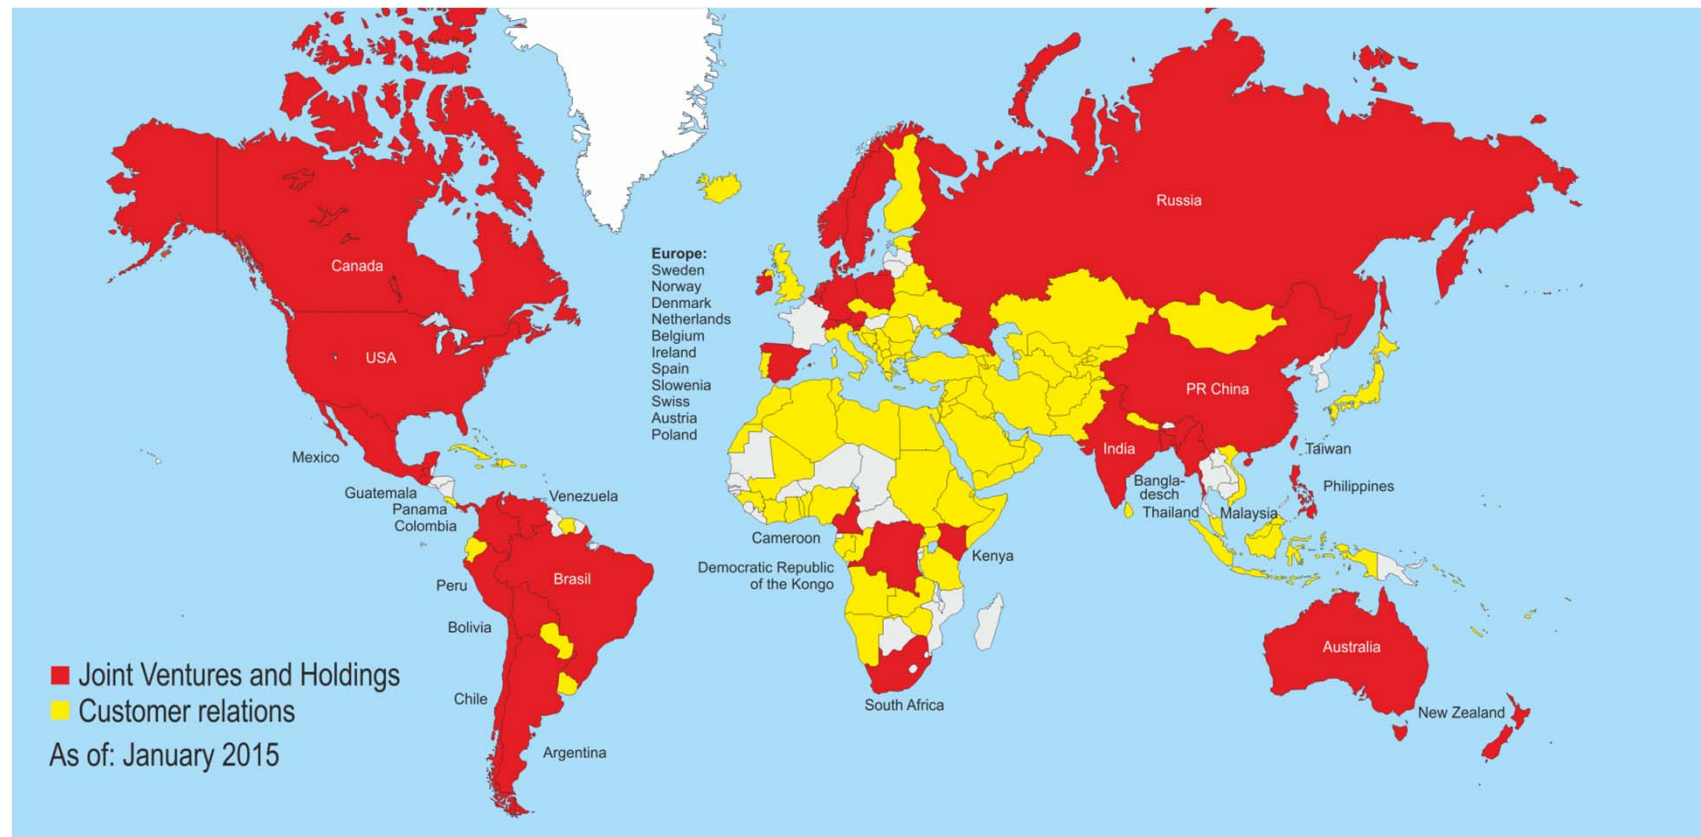 Russia
Canada
Europe:
Sweden
Norway
Denmark
Netherlands
Belgium
Ireland
Spain
Slowenia
Swiss
Austria
Poland
USA
PR China
Mexico
India
Taiwan
Guatemala
Panama
Colombia
Venezuela
Bangla-
desch
Thailand
Malaysia
Philippines
Cameroon
Democratic Republic
of the Kongo
Kenya
Peru
Brasil
Bolivia
Australia
Chile
South Africa
New Zealand
Argentina
Joint Ventures and Holdings
Customer relations
As of: January 2015